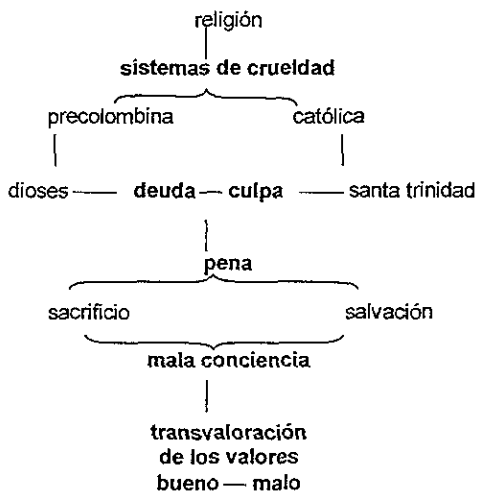 religión
sistemas de crueldad
precolombina católica
dioses — deuda — culpa — santa trinidad
pena
sacrificio salvación
mala conciencia
transvaloración
de los valores
bueno — malo